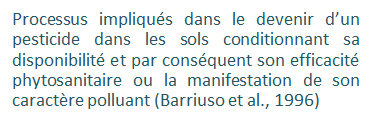 Processus impliqués dans le devenir d’un
pesticide dans les sols conditionnant sa
disponibilité et par conséquent son efficacité
phytosanitaire ou la manifestation de son
caractère polluant (Barriuso et al., 1996)